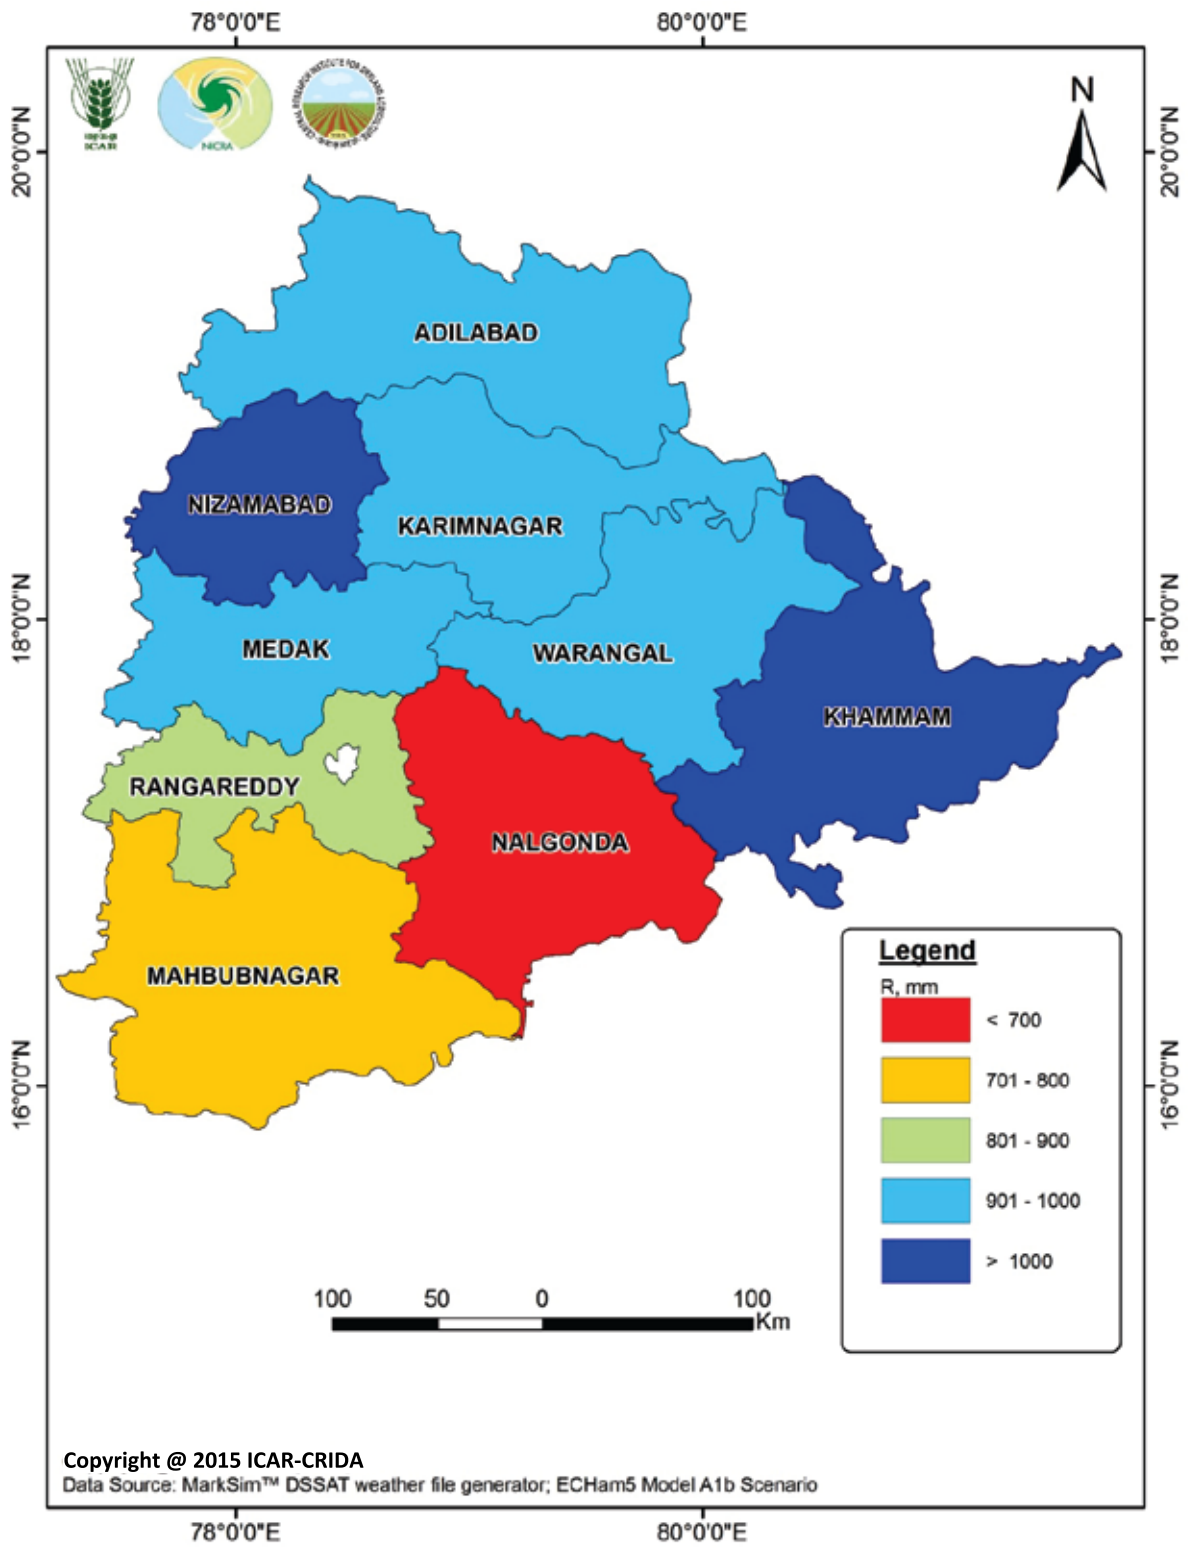 78°0'0"E 80°0'0"E
20°0'0"N 20°0'0"N
18°0'0"N 18°0'0"N
16°0'0"N 16°0'0"N
ICAR
NICRA
N
ADILABAD
NIZAMABAD
KARIMNAGAR
MEDAK
WARANGAL
KHAMMAM
RANGAREDDY
NALGONDA
MAHBUBNAGAR
Legend
R, mm
< 700
701 - 800
801 - 900
901 - 1000
> 1000
100 50 0 100
Km
Copyright @ 2015 ICAR-CRIDA
Data Source: MarkSim™ DSSAT weather file generator; ECHam5 Model A1b Scenario
78°0'0"E 80°0'0"E